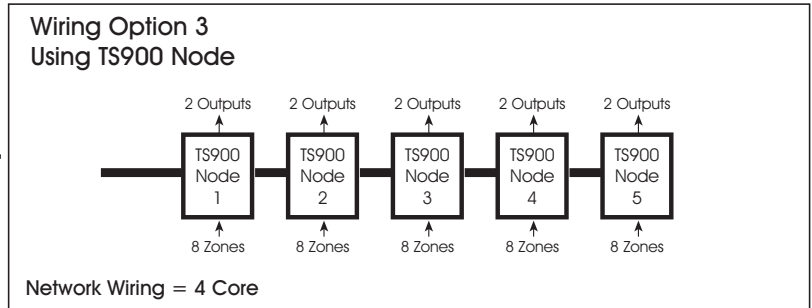 Wiring Option 3
Using TS900 Node
2 Outputs 2 Outputs 2 Outputs 2 Outputs 2 Outputs
TS900 TS900 TS900 TS900 TS900
Node Node Node Node Node
1 2 3 4 5
8 Zones 8 Zones 8 Zones 8 Zones 8 Zones
Network Wiring = 4 Core